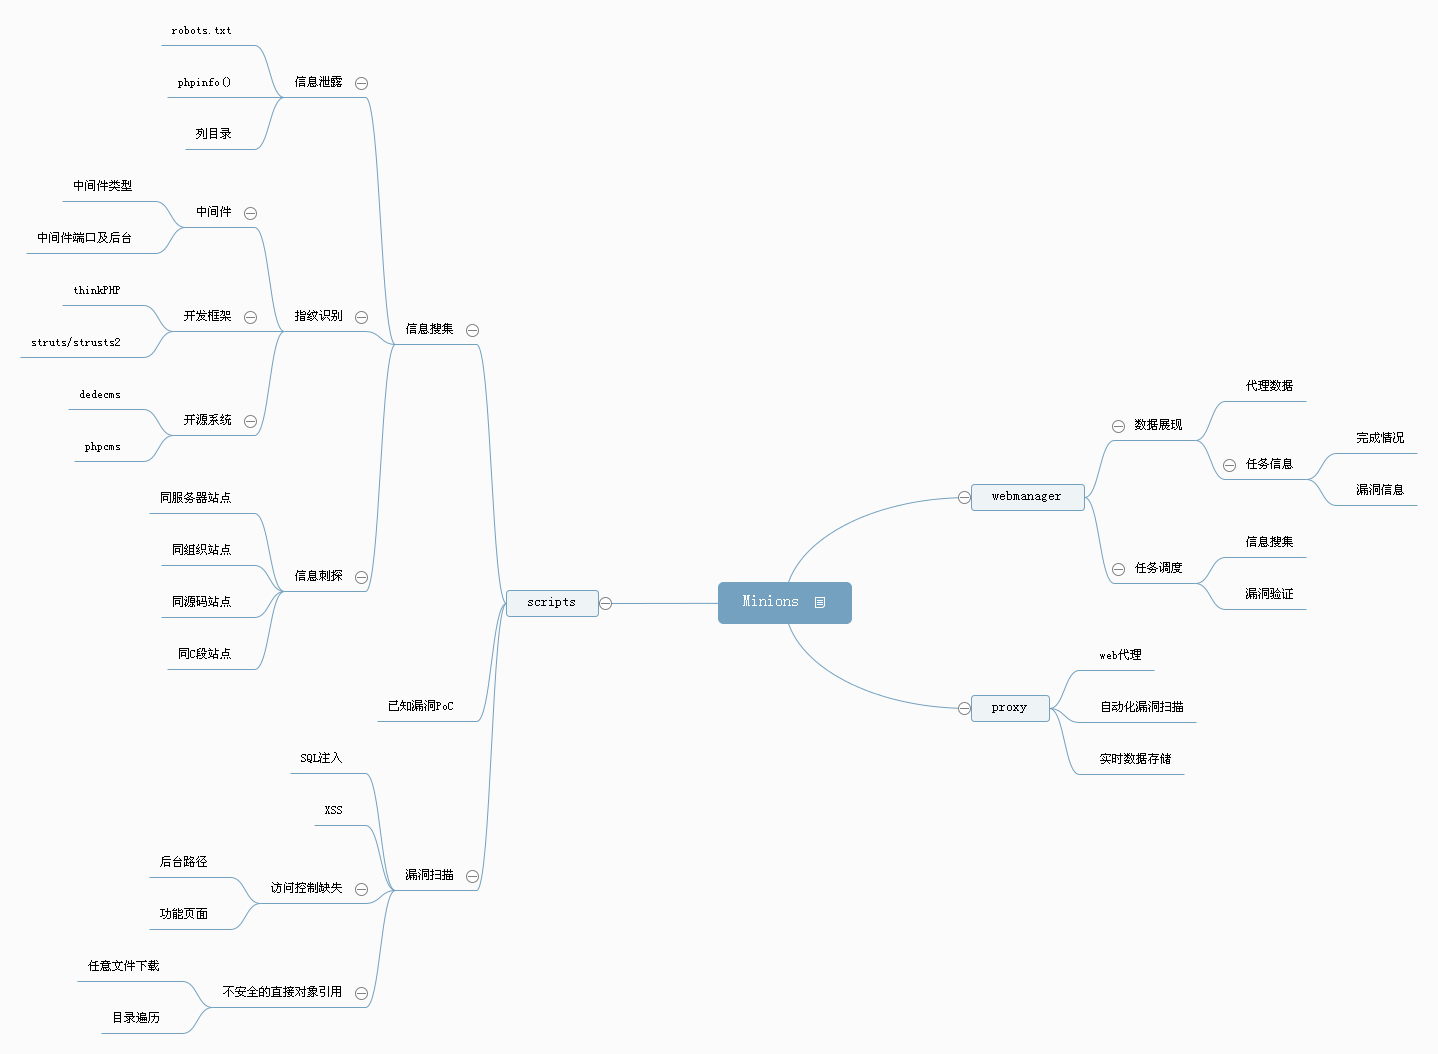 robots.txt
phpinfo()
列目录
信息泄露
中间件类型
中间件端口及后台
中间件
thinkPHP
struts/strusts2
开发框架
dedecms
phpcms
开源系统
指纹识别
同服务器站点
同组织站点
同源码站点
同C段站点
信息刺探
信息搜集
已知漏洞PoC
SQL注入
XSS
后台路径
功能页面
访问控制缺失
任意文件下载
目录遍历
不安全的直接对象引用
漏洞扫描
scripts
Minions
webmanager
数据展现
代理数据
任务信息
完成情况
漏洞信息
任务调度
信息搜集
漏洞验证
proxy
web代理
自动化漏洞扫描
实时数据存储